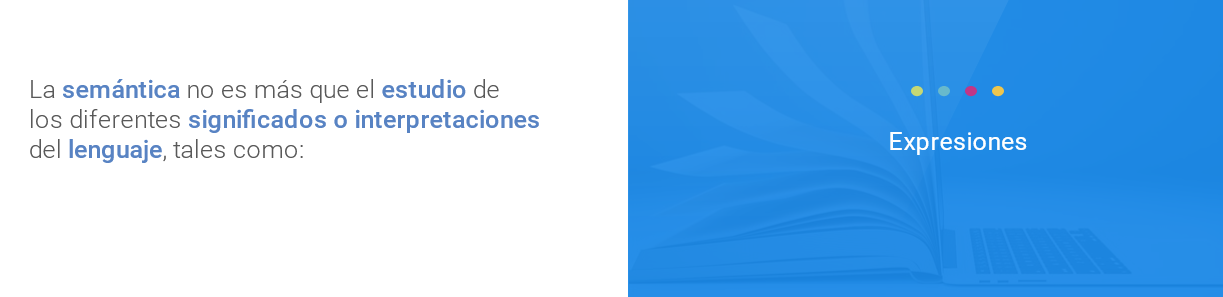 La semántica no es más que el estudio de
los diferentes significados o interpretaciones
del lenguaje, tales como:
Expresiones